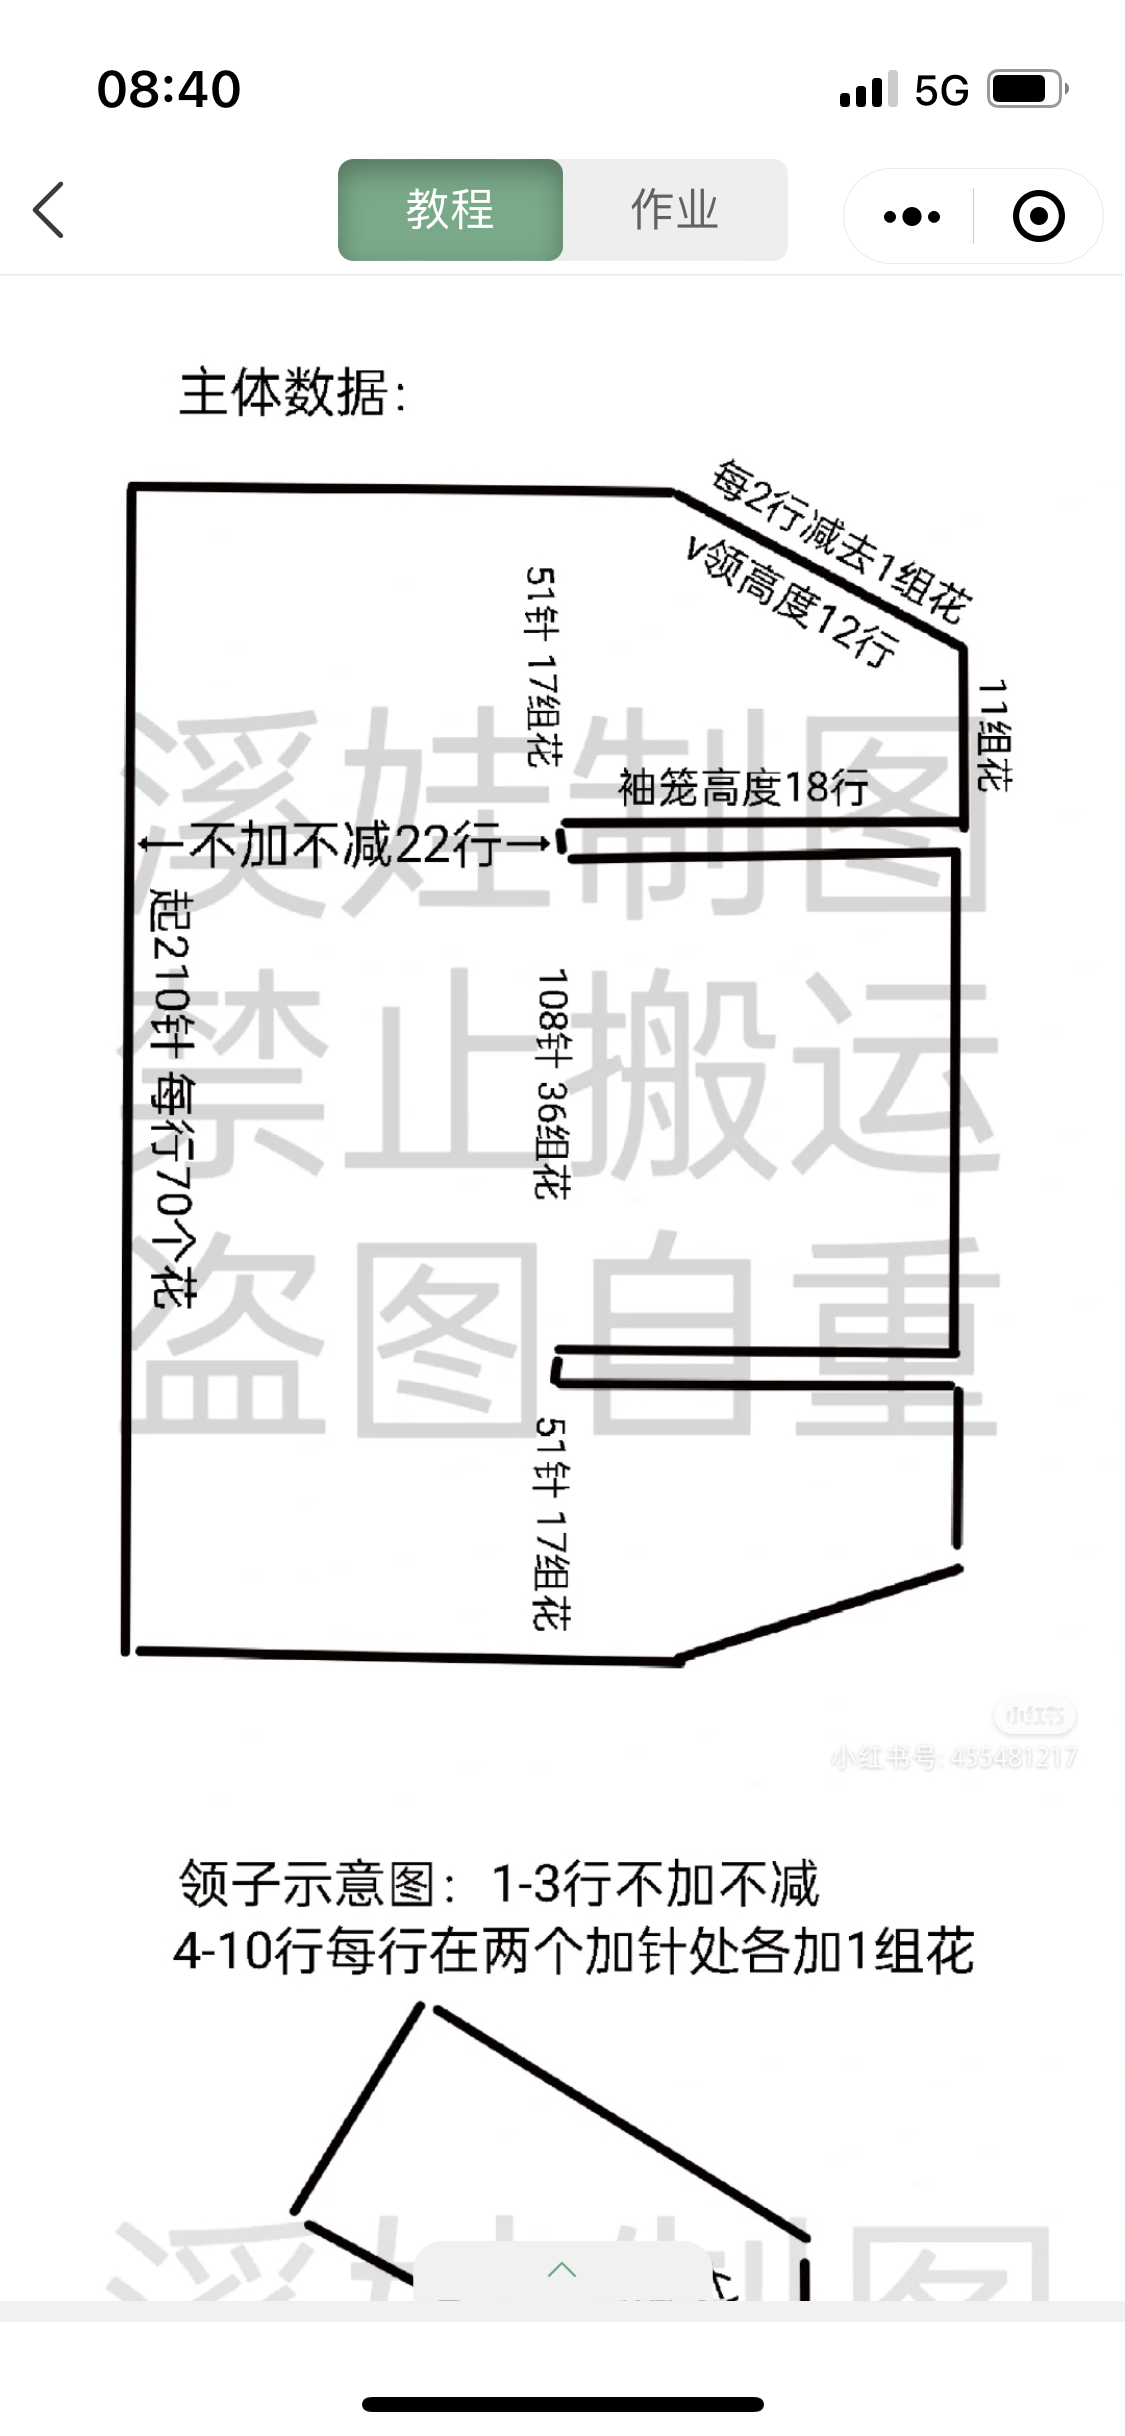 08:40
5G
教程
作业
主体数据：
每2行减去1组花
v领高度12行
51针 17组花
11组花
袖笼高度18行
←不加不减22行→
起210针 每行70个花
108针 36组花
51针 17组花
溪娃制图
禁止搬运
盗图自重
小红书
小红书号: 455481217
领子示意图：1-3行不加不减
4-10行每行在两个加针处各加1组花
溪娃制图